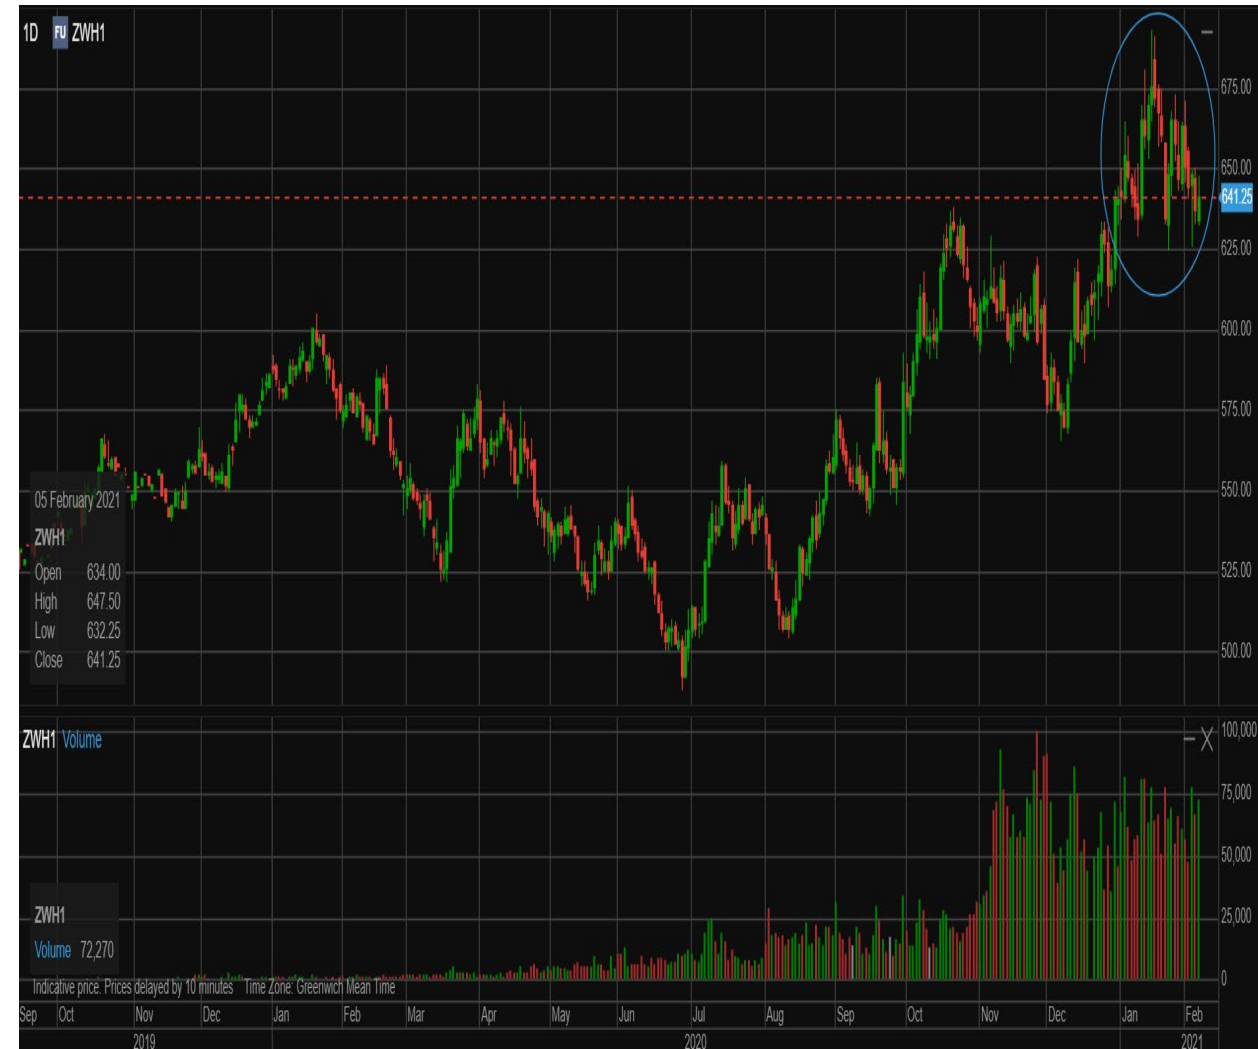 1D FU ZWH1
675.00
650.00
641.25
625.00
600.00
575.00
550.00
525.00
500.00
05 February 2021
ZWH1
Open 634.00
High 647.50
Low 632.25
Close 641.25
ZWH1 Volume
100,000
75,000
50,000
25,000
0
ZWH1
Volume 72,270
Indicative price. Prices delayed by 10 minutes Time Zone: Greenwich Mean Time
Sep Oct Nov Dec Jan Feb Mar Apr May Jun Jul Aug Sep Oct Nov Dec Jan Feb
2019 2020 2021